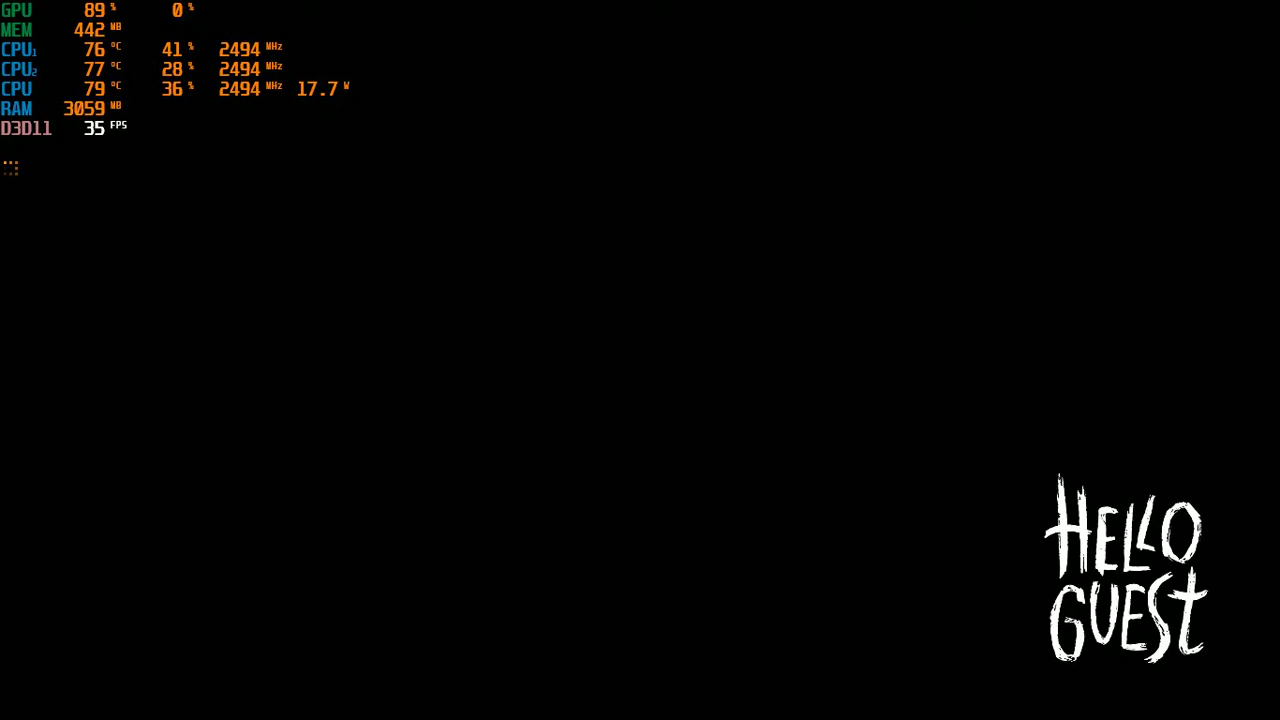 GPU 89 % 0 %
MEM 442 MB
CPU1 76 °C 41 % 2494 MHz
CPU2 77 °C 28 % 2494 MHz
CPU 79 °C 36 % 2494 MHz 17.7 W
RAM 3059 MB
D3D11 35 FPS
HELLO
GUEST